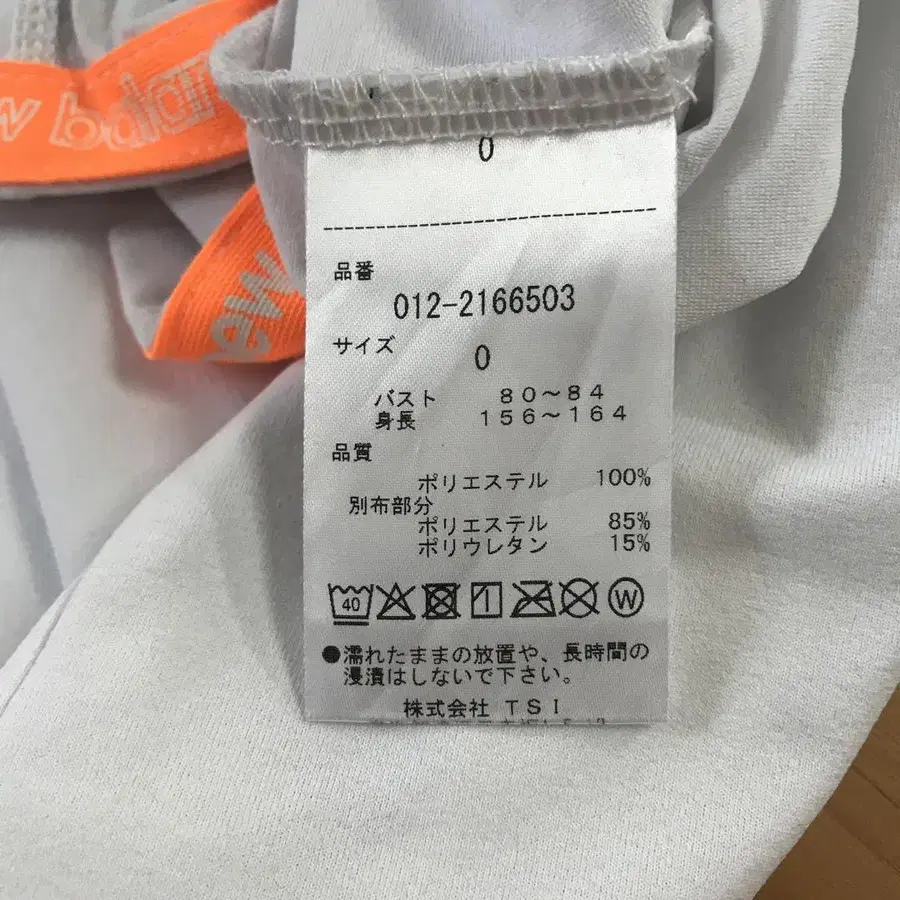 w balan
ew
0
品番
012-2166503
サイズ
0
バスト 80〜84
身長 156〜164
品質
ポリエステル 100%
別布部分
ポリエステル 85%
ポリウレタン 15%
40
W
●濡れたままの放置や、長時間の
浸漬はしないで下さい。
株式会社 TSI